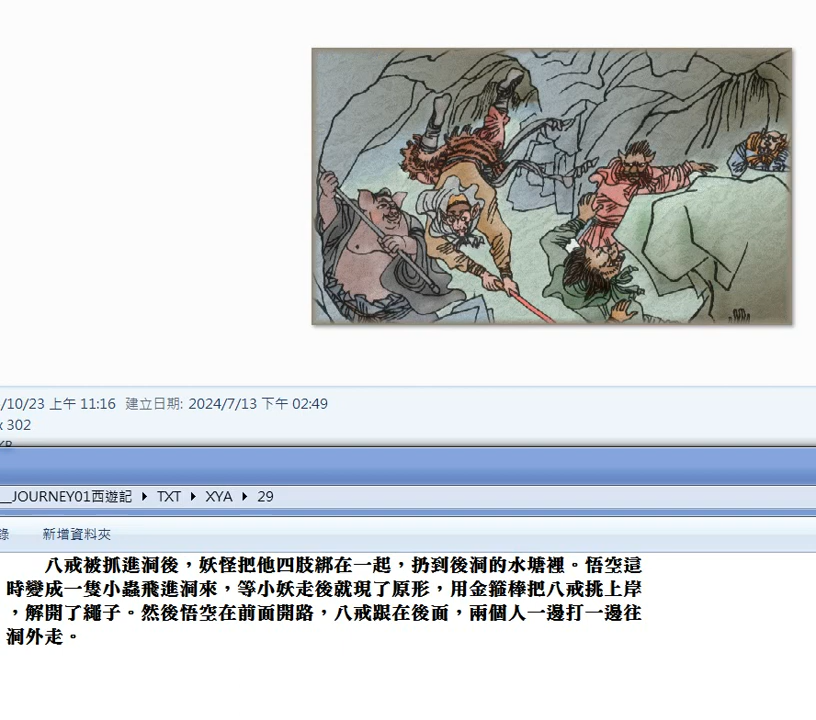 /10/23 上午 11:16 建立日期: 2024/7/13 下午 02:49
x 302
__JOURNEY01西遊記 ▸ TXT ▸ XYA ▸ 29
錄 新增資料夾
八戒被抓進洞後，妖怪把他四肢綁在一起，扔到後洞的水塘裡。悟空這
時變成一隻小蟲飛進洞來，等小妖走後就現了原形，用金箍棒把八戒挑上岸
，解開了繩子。然後悟空在前面開路，八戒跟在後面，兩個人一邊打一邊往
洞外走。